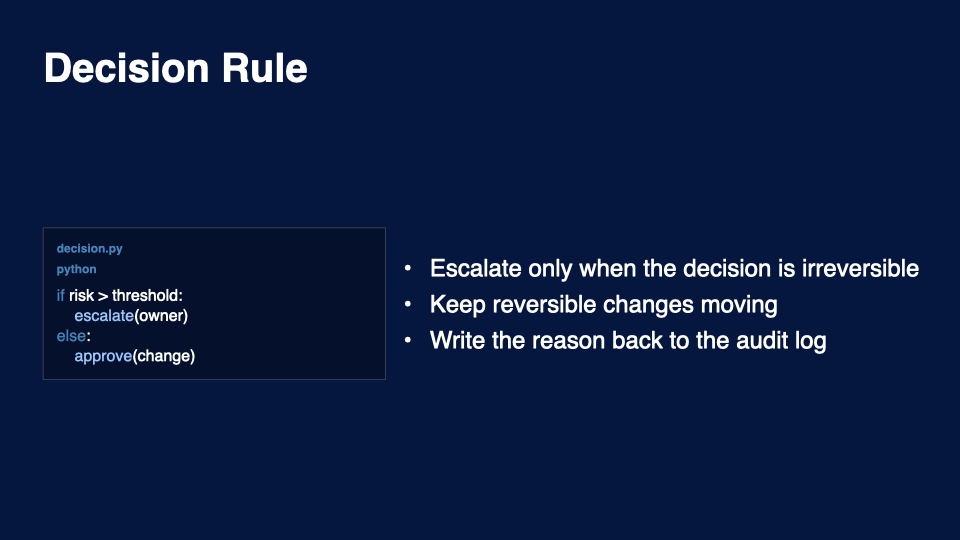 Decision Rule
decision.py
python
if risk > threshold:
    escalate(owner)
else:
    approve(change)
• Escalate only when the decision is irreversible
• Keep reversible changes moving
• Write the reason back to the audit log